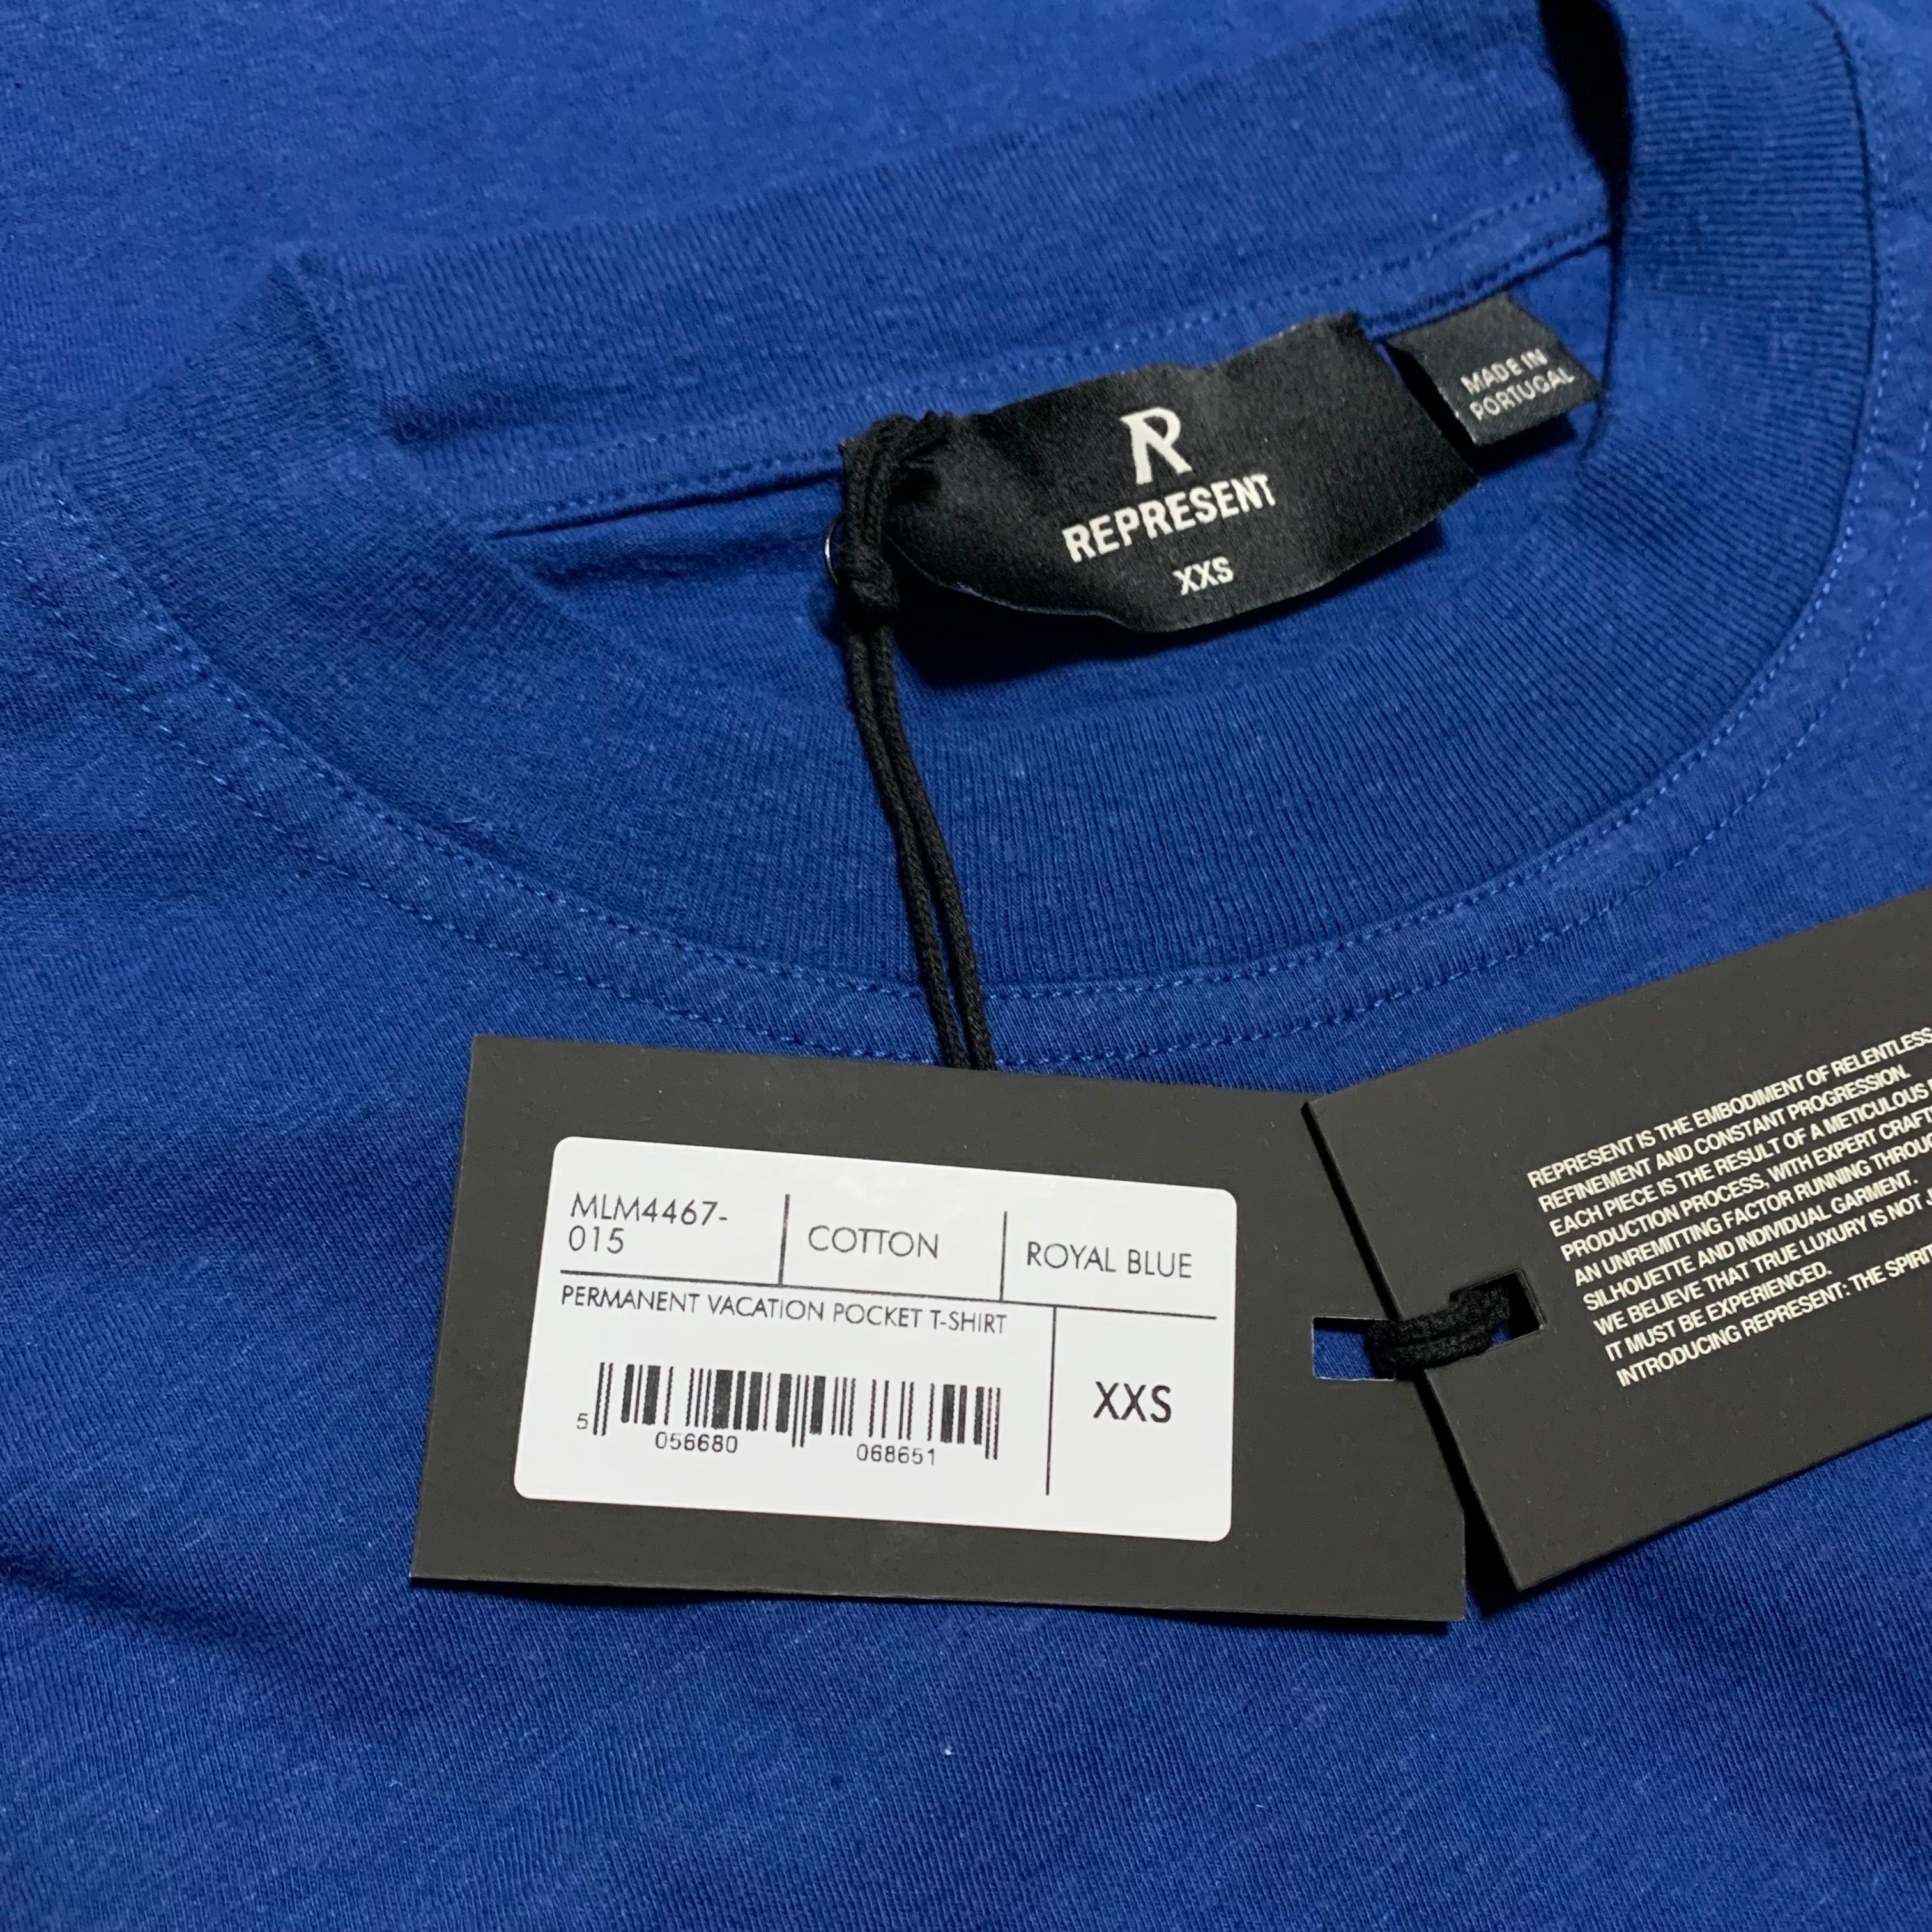 MADE IN
PORTUGAL
R
REPRESENT
XXS
MLM4467-
015
COTTON
ROYAL BLUE
PERMANENT VACATION POCKET T-SHIRT
XXS
5 056680 068651
REPRESENT IS THE EMBODIMENT OF RELENTLESS
REFINEMENT AND CONSTANT PROGRESSION.
EACH PIECE IS THE RESULT OF A METICULOUS
PRODUCTION PROCESS, WITH EXPERT
AN UNREMITTING FACTOR RUNNING
SILHOUETTE AND INDIVIDUAL GARMENT.
WE BELIEVE THAT TRUE LUXURY IS NOT
IT MUST BE EXPERIENCED.
INTRODUCING REPRESENT: THE